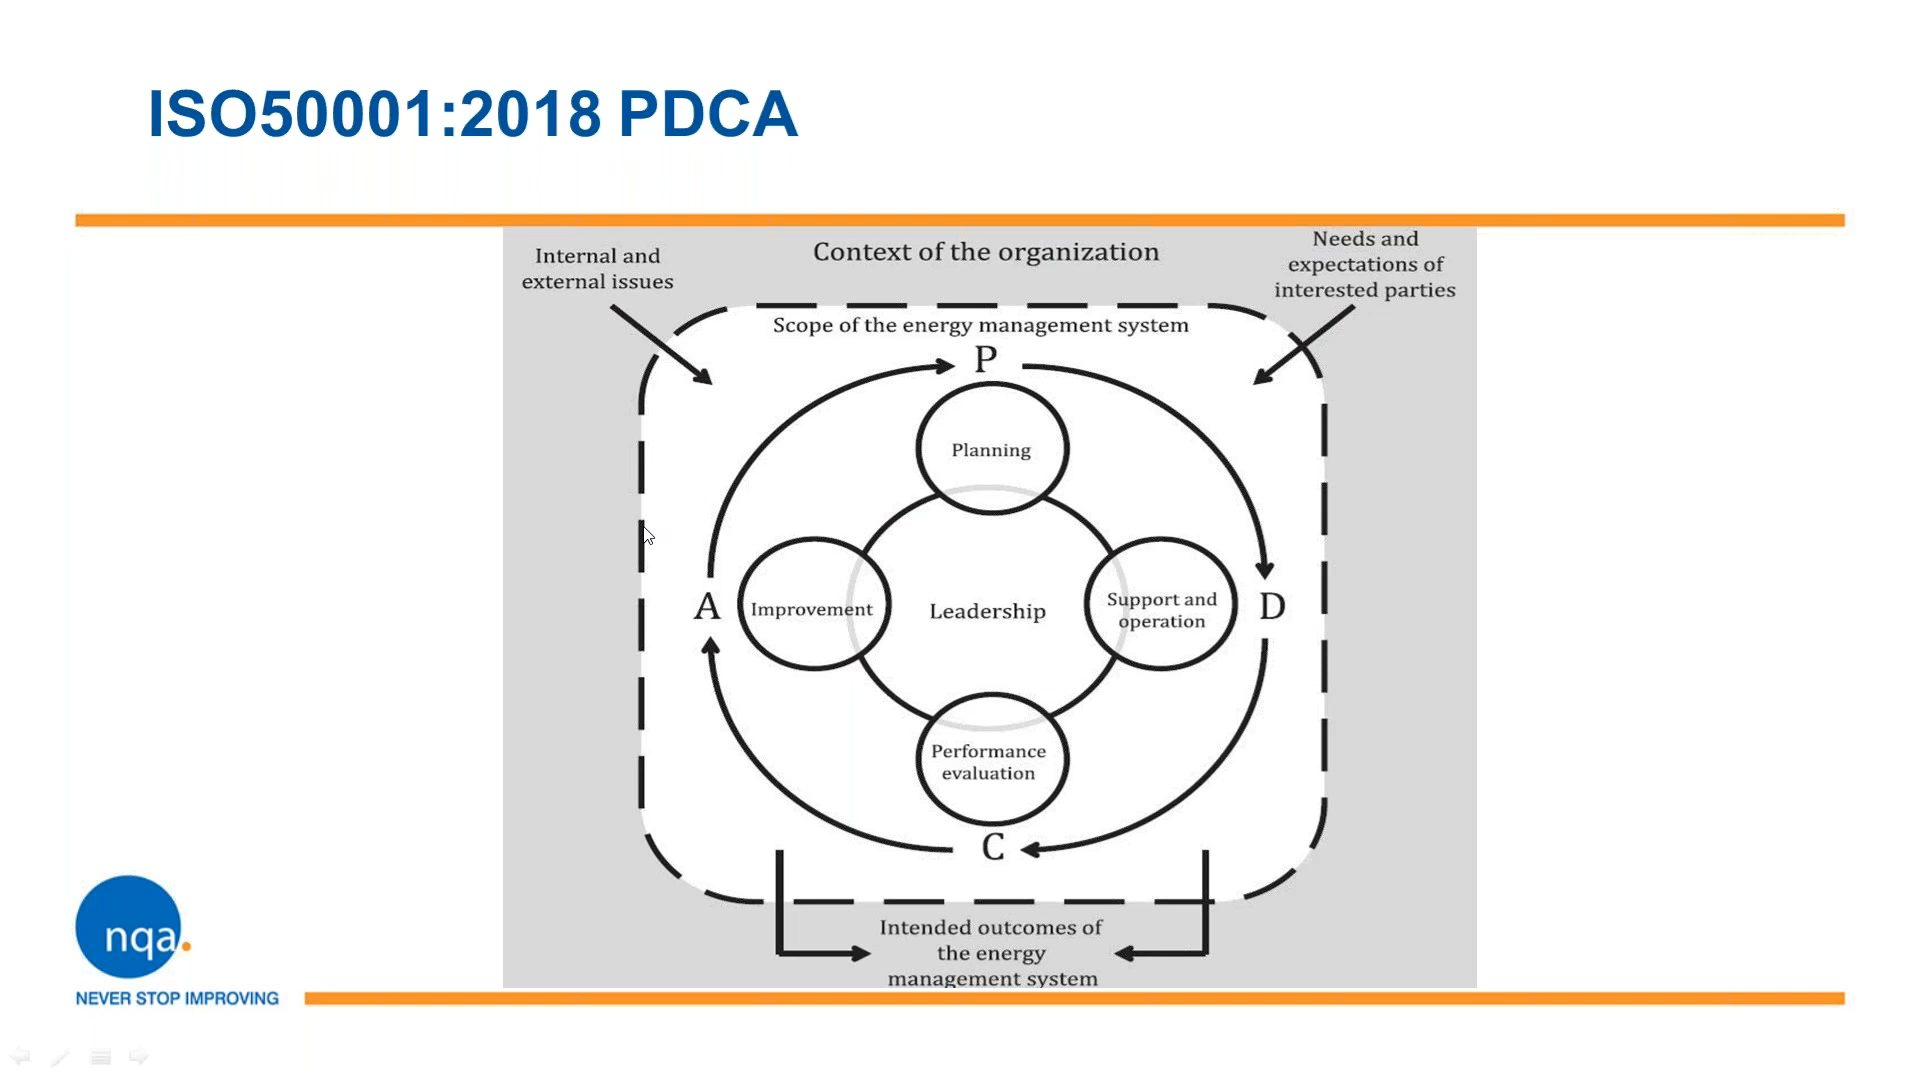 ISO50001:2018 PDCA
Internal and
external issues
Context of the organization
Needs and
expectations of
interested parties
Scope of the energy management system
P
Planning
A
Improvement
Leadership
Support and
operation
D
Performance
evaluation
C
Intended outcomes of
the energy
management system
nqa.
NEVER STOP IMPROVING